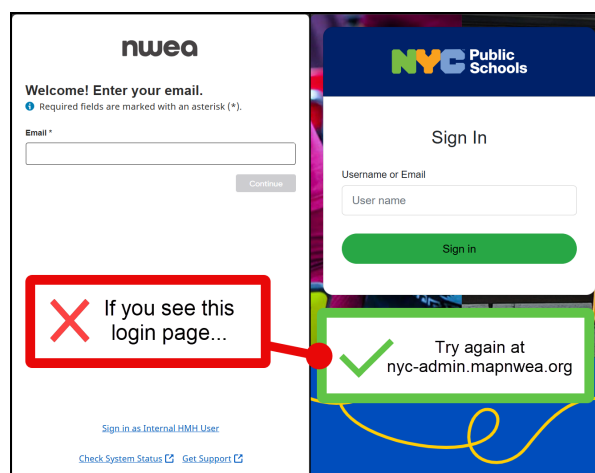 nwea
Welcome! Enter your email.
Required fields are marked with an asterisk (*).
Email *
Continue
If you see this
login page...
Sign in as Internal HMH User
Check System Status Get Support
NYC Public
Schools
Sign In
Username or Email
User name
Sign in
Try again at
nyc-admin.mapnwea.org